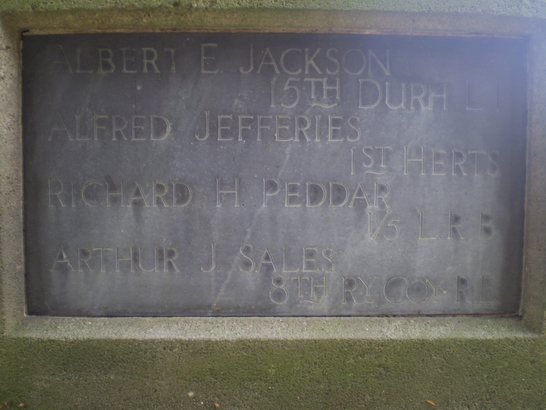 ALBERT E. JACKSON
15TH DURH L I
ALFRED JEFFERIES
1ST HERTS
RICHARD H. PEDDAR
1/5 L R B
ARTHUR J. SALES
8TH RY COY R E